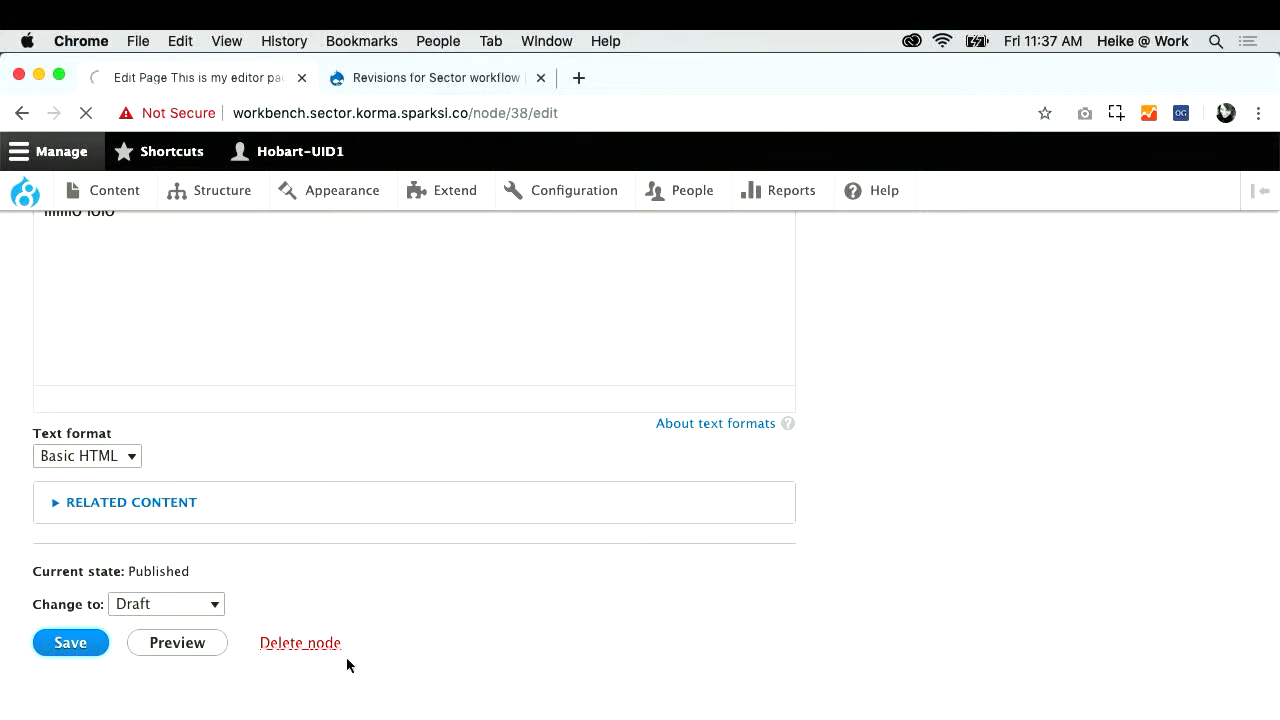 Chrome File Edit View History Bookmarks People Tab Window Help Fri 11:37 AM Heike @ Work
Edit Page This is my editor pa Revisions for Sector workflow
Not Secure workbench.sector.korma.sparksi.co/node/38/edit OG
Manage Shortcuts Hobart-UID1
Content Structure Appearance Extend Configuration People Reports Help
About text formats ?
Text format
Basic HTML
RELATED CONTENT
Current state: Published
Change to: Draft
Save Preview Delete node